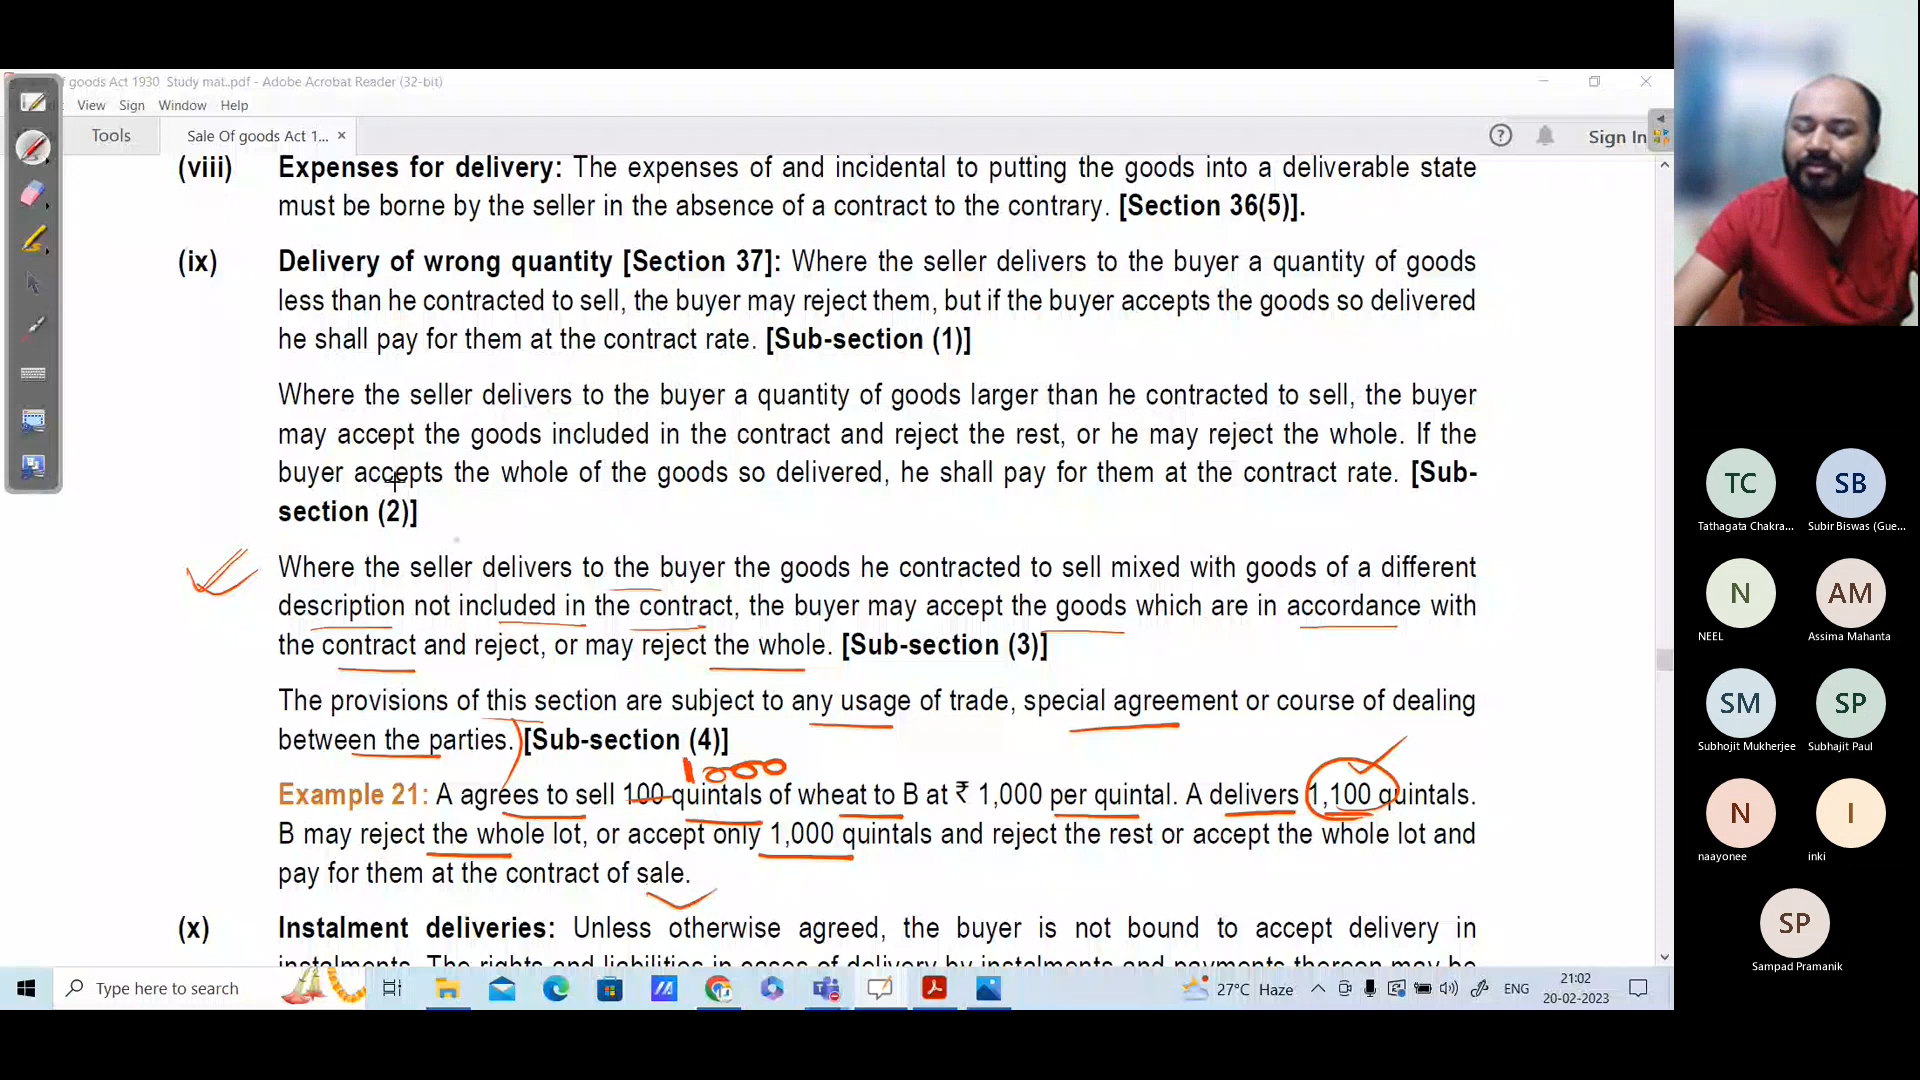 of goods Act 1930 Study mat..pdf - Adobe Acrobat Reader (32-bit)
View Sign Window Help
Tools
Sale Of goods Act 1... ×
Sign In
(viii) Expenses for delivery: The expenses of and incidental to putting the goods into a deliverable state
must be borne by the seller in the absence of a contract to the contrary. [Section 36(5)].
(ix) Delivery of wrong quantity [Section 37]: Where the seller delivers to the buyer a quantity of goods
less than he contracted to sell, the buyer may reject them, but if the buyer accepts the goods so delivered
he shall pay for them at the contract rate. [Sub-section (1)]
Where the seller delivers to the buyer a quantity of goods larger than he contracted to sell, the buyer
may accept the goods included in the contract and reject the rest, or he may reject the whole. If the
buyer accepts the whole of the goods so delivered, he shall pay for them at the contract rate. [Sub-
section (2)]
Where the seller delivers to the buyer the goods he contracted to sell mixed with goods of a different
description not included in the contract, the buyer may accept the goods which are in accordance with
the contract and reject, or may reject the whole. [Sub-section (3)]
The provisions of this section are subject to any usage of trade, special agreement or course of dealing
between the parties. [Sub-section (4)]
1000
Example 21: A agrees to sell 100 quintals of wheat to B at ₹ 1,000 per quintal. A delivers 1,100 quintals.
B may reject the whole lot, or accept only 1,000 quintals and reject the rest or accept the whole lot and
pay for them at the contract of sale.
(x) Instalment deliveries: Unless otherwise agreed, the buyer is not bound to accept delivery in
instalments. The rights and liabilities in cases of delivery by instalments and payments thereon may be
Type here to search
27°C Haze
ENG
21:02
20-02-2023
TC
Tathagata Chakra...
SB
Subir Biswas (Gue...
N
NEEL
AM
Assima Mahanta
SM
Subhojit Mukherjee
SP
Subhajit Paul
N
naayonee
I
inki
SP
Sampad Pramanik